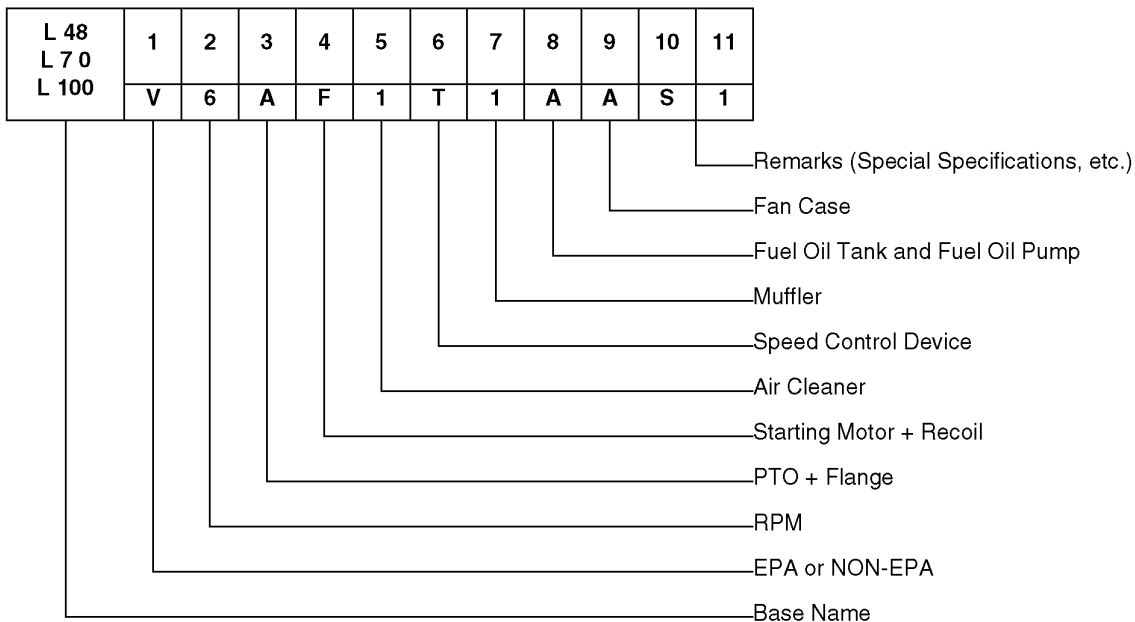 L 48
L 7 0
L 100
1 2 3 4 5 6 7 8 9 10 11
V 6 A F 1 T 1 A A S 1
Remarks (Special Specifications, etc.)
Fan Case
Fuel Oil Tank and Fuel Oil Pump
Muffler
Speed Control Device
Air Cleaner
Starting Motor + Recoil
PTO + Flange
RPM
EPA or NON-EPA
Base Name